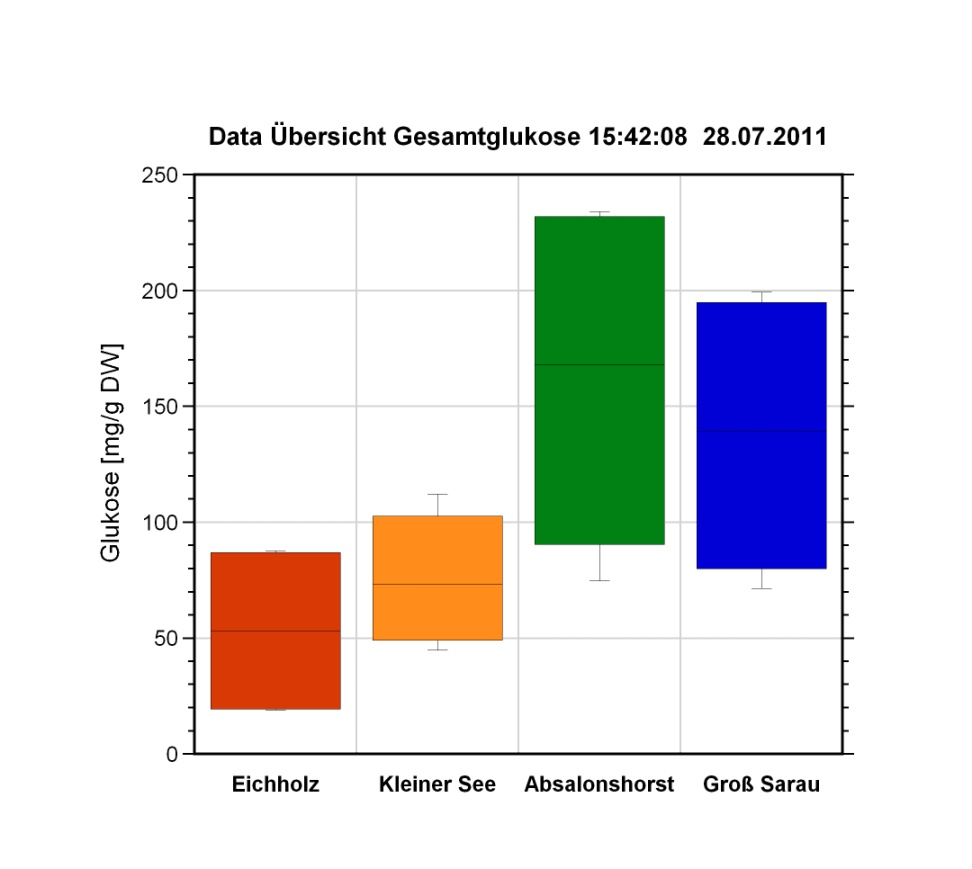 Data Übersicht Gesamtglukose 15:42:08  28.07.2011
250
200
150
100
50
0
Glukose [mg/g DW]
Eichholz
Kleiner See
Absalonshorst
Groß Sarau